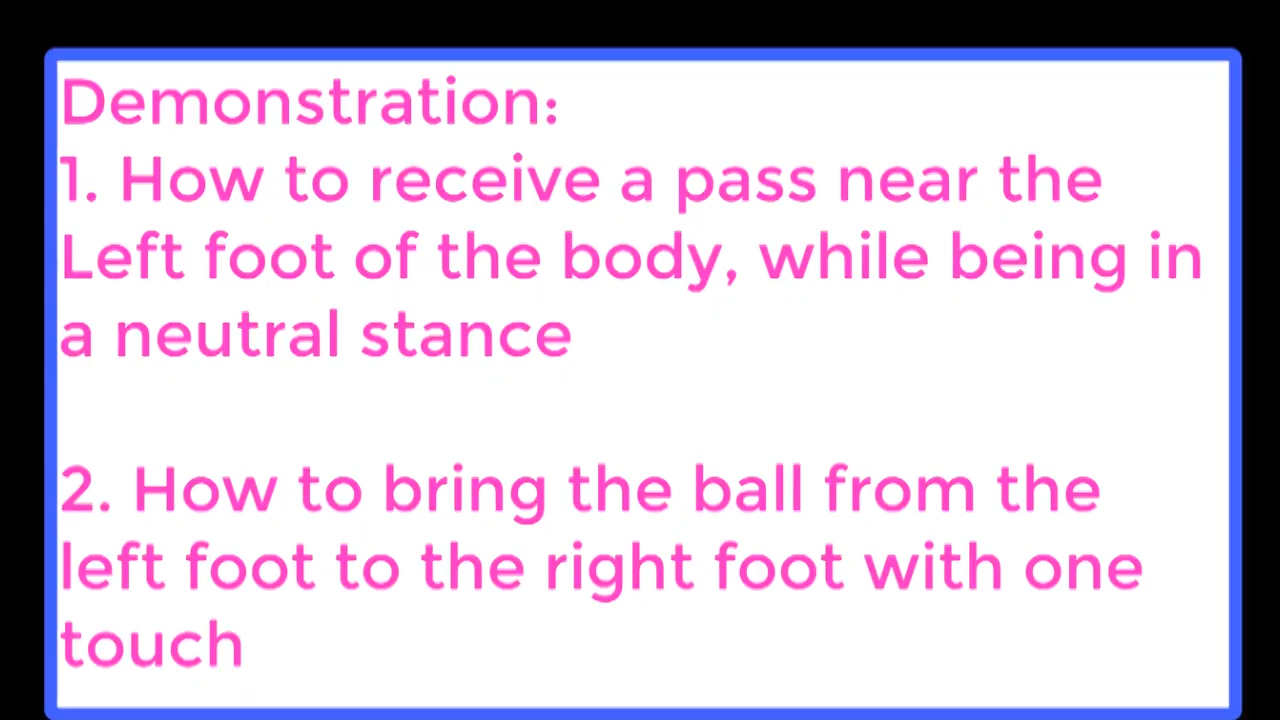 Demonstration:
1. How to receive a pass near the
Left foot of the body, while being in
a neutral stance
2. How to bring the ball from the
left foot to the right foot with one
touch